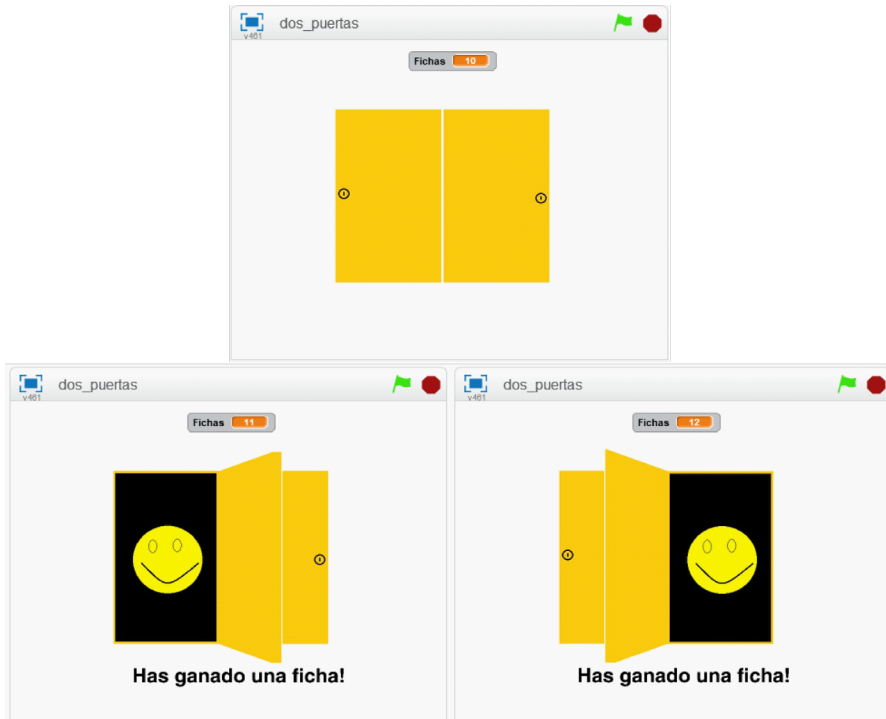 dos_puertas
v461
Fichas 10
dos_puertas
v461
Fichas 11
Has ganado una ficha!
dos_puertas
v461
Fichas 12
Has ganado una ficha!